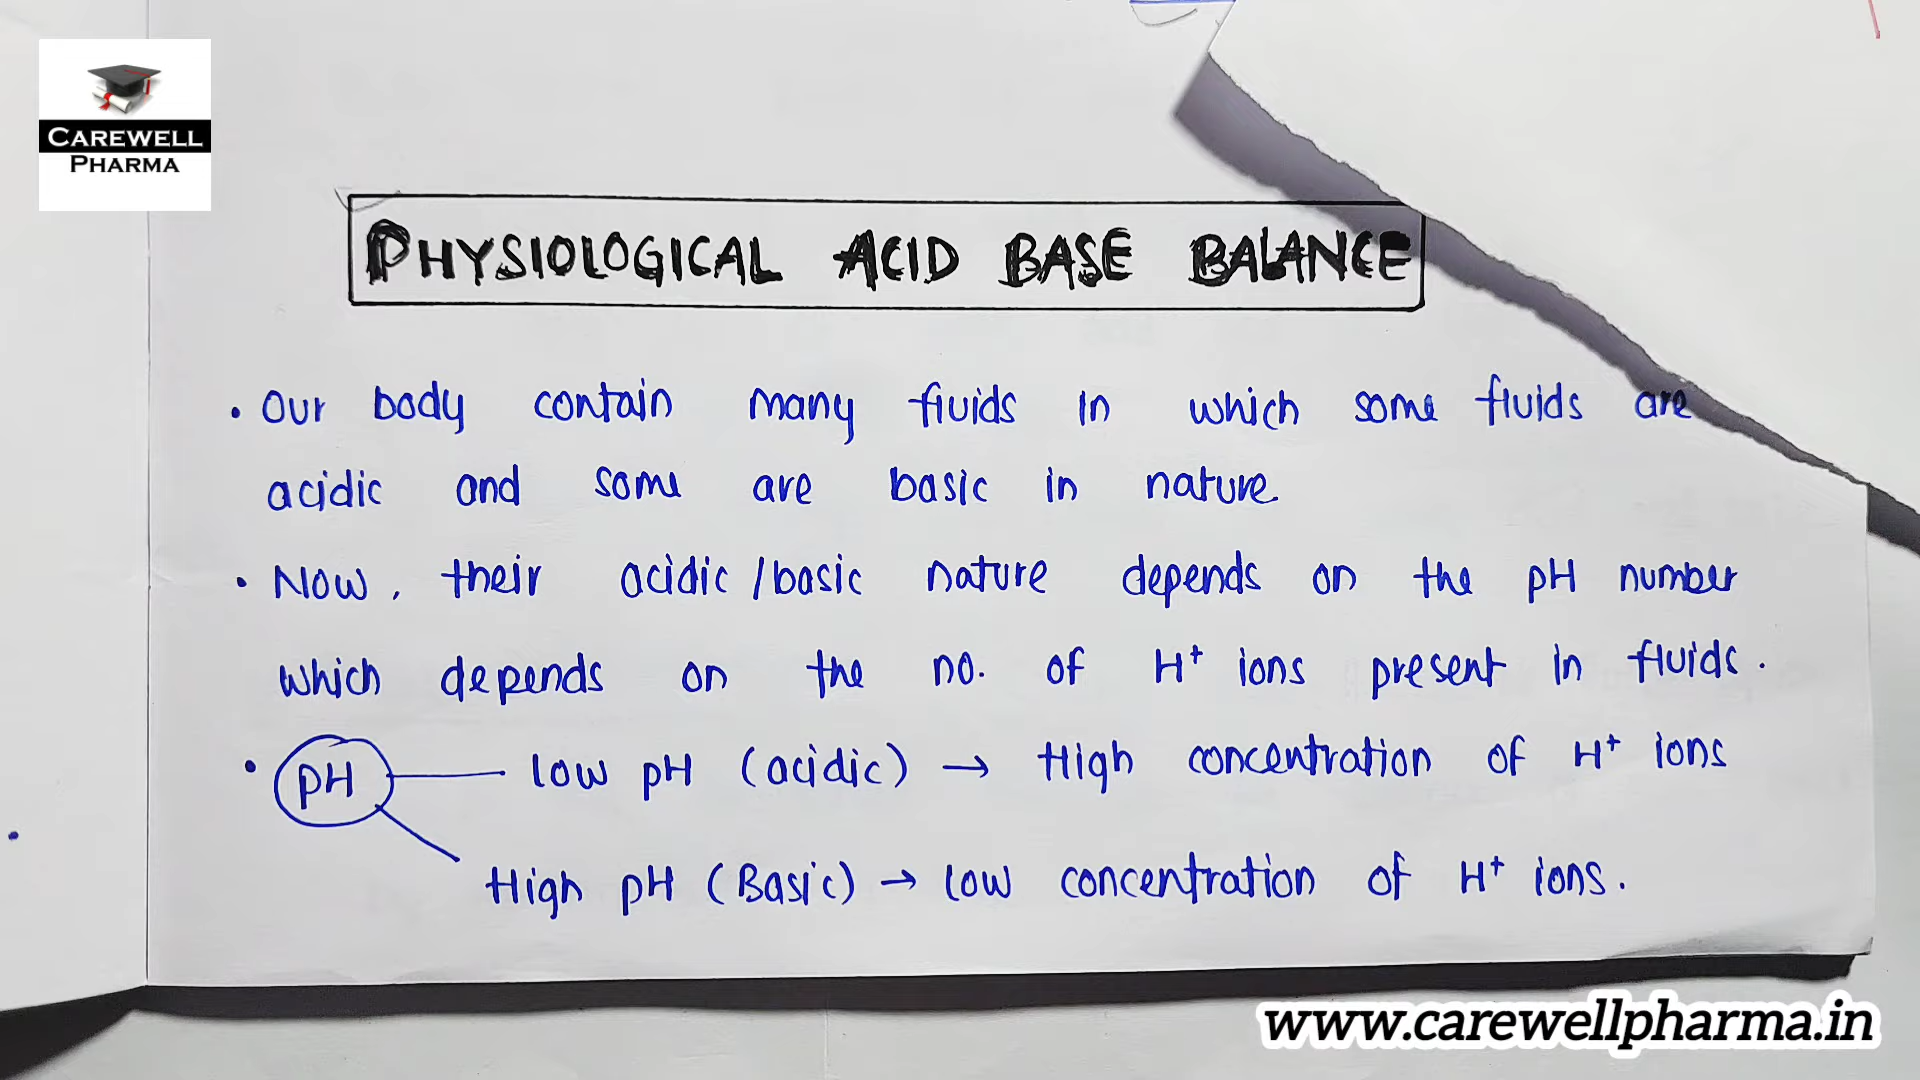 CAREWELL
PHARMA
PHYSIOLOGICAL ACID BASE BALANCE
• Our body contain many fluids in which some fluids are
acidic and some are basic in nature.
• Now, their acidic/basic nature depends on the pH number
which depends on the no. of H⁺ ions present in fluids.
• pH low pH (acidic) → High concentration of H⁺ ions
High pH (Basic) → low concentration of H⁺ ions.
www.carewellpharma.in